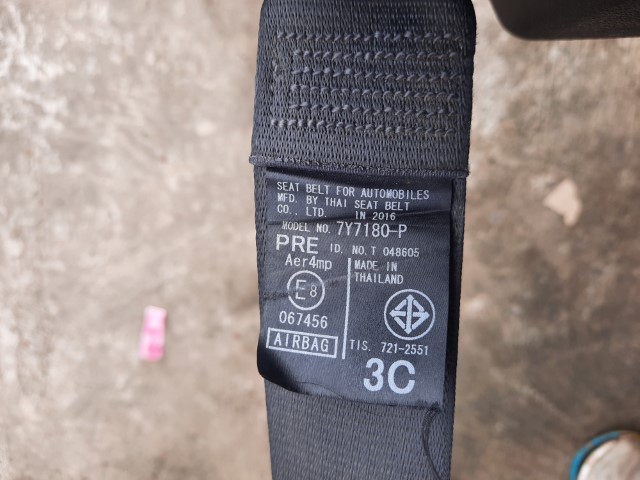 SEAT BELT FOR AUTOMOBILES
MFD. BY THAI SEAT BELT
CO., LTD. IN 2016
MODEL NO. 7Y7180-P
PRE ID. NO. T 048605
Aer4mp
E8
067456
AIRBAG
MADE IN
THAILAND
TIS. 721-2551
3C